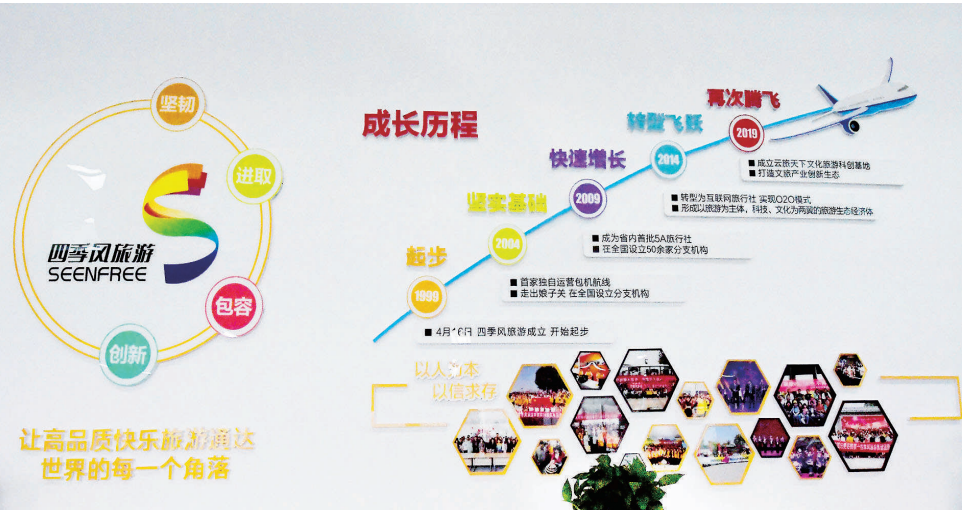 坚韧
进取
四季风旅游
SEENFREE
包容
创新
让高品质快乐旅游演达
世界的每一个角落
成长历程
再次腾飞
2019
成立云旅天下文化旅游科创基地
打造文旅产业创新生态
转型飞跃
2014
转型为互联网旅行社 实现O2O模式
形成以旅游为主体，科技、文化为两翼的旅游生态经济体
快速增长
2009
成为省内首批5A旅行社
在全国设立50余家分支机构
坚实基础
2004
首家独自运营包机航线
走出娘子关 在全国设立分支机构
起步
1999
4月16日 四季风旅游成立 开始起步
以人为本
以信求存